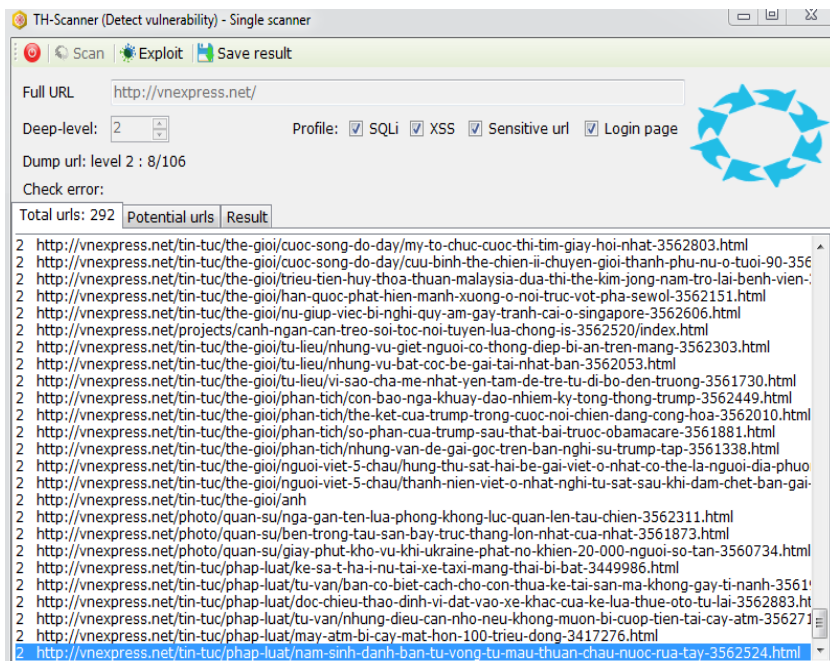 TH-Scanner (Detect vulnerability) - Single scanner
Scan Exploit Save result
Full URL http://vnexpress.net/
Deep-level: 2 Profile: SQLi XSS Sensitive url Login page
Dump url: level 2 : 8/106
Check error:
Total urls: 292 Potential urls Result
2 http://vnexpress.net/tin-tuc/the-gioi/cuoc-song-do-day/my-to-chuc-cuoc-thi-tim-giay-hoi-nhat-3562803.html
2 http://vnexpress.net/tin-tuc/the-gioi/cuoc-song-do-day/cuu-binh-the-chien-ii-chuyen-gioi-thanh-phu-nu-o-tuoi-90-356
2 http://vnexpress.net/tin-tuc/the-gioi/trieu-tien-huy-thoa-thuan-malaysia-dua-thi-the-kim-jong-nam-tro-lai-benh-vien-
2 http://vnexpress.net/tin-tuc/the-gioi/han-quoc-phat-hien-manh-xuong-o-noi-truc-vot-pha-sewol-3562151.html
2 http://vnexpress.net/tin-tuc/the-gioi/nu-giup-viec-bi-nghi-quy-am-gay-tranh-cai-o-singapore-3562606.html
2 http://vnexpress.net/projects/canh-ngan-can-treo-soi-toc-noi-tuyen-lua-chong-is-3562520/index.html
2 http://vnexpress.net/tin-tuc/the-gioi/tu-lieu/nhung-vu-giet-nguoi-co-thong-diep-bi-an-tren-mang-3562303.html
2 http://vnexpress.net/tin-tuc/the-gioi/tu-lieu/nhung-vu-bat-coc-be-gai-tai-nhat-ban-3562053.html
2 http://vnexpress.net/tin-tuc/the-gioi/tu-lieu/vi-sao-cha-me-nhat-yen-tam-de-tre-tu-di-bo-den-truong-3561730.html
2 http://vnexpress.net/tin-tuc/the-gioi/phan-tich/con-bao-nga-khuay-dao-nhiem-ky-tong-thong-trump-3562449.html
2 http://vnexpress.net/tin-tuc/the-gioi/phan-tich/the-ket-cua-trump-trong-cuoc-noi-chien-dang-cong-hoa-3562010.html
2 http://vnexpress.net/tin-tuc/the-gioi/phan-tich/so-phan-cua-trump-sau-that-bai-truoc-obamacare-3561881.html
2 http://vnexpress.net/tin-tuc/the-gioi/phan-tich/nhung-van-de-gai-goc-tren-ban-nghi-su-trump-tap-3561338.html
2 http://vnexpress.net/tin-tuc/the-gioi/nguoi-viet-5-chau/hung-thu-sat-hai-be-gai-viet-o-nhat-co-the-la-nguoi-dia-phuo
2 http://vnexpress.net/tin-tuc/the-gioi/nguoi-viet-5-chau/thanh-nien-viet-o-nhat-nghi-tu-sat-sau-khi-dam-chet-ban-gai-
2 http://vnexpress.net/tin-tuc/the-gioi/anh
2 http://vnexpress.net/photo/quan-su/nga-gan-ten-lua-phong-khong-luc-quan-len-tau-chien-3562311.html
2 http://vnexpress.net/photo/quan-su/ben-trong-tau-san-bay-truc-thang-lon-nhat-cua-nhat-3561873.html
2 http://vnexpress.net/photo/quan-su/giay-phut-kho-vu-khi-ukraine-phat-no-khien-20-000-nguoi-so-tan-3560734.html
2 http://vnexpress.net/tin-tuc/phap-luat/ke-sa-t-ha-i-nu-tai-xe-taxi-mang-thai-bi-bat-3449986.html
2 http://vnexpress.net/tin-tuc/phap-luat/tu-van/ban-co-biet-cach-cho-con-thua-ke-tai-san-ma-khong-gay-ti-nanh-3561
2 http://vnexpress.net/tin-tuc/phap-luat/doc-chieu-thao-dinh-vi-dat-vao-xe-khac-cua-ke-lua-thue-oto-tu-lai-3562883.ht
2 http://vnexpress.net/tin-tuc/phap-luat/tu-van/nhung-dieu-can-nho-neu-khong-muon-bi-cuop-tien-tai-cay-atm-356271
2 http://vnexpress.net/tin-tuc/phap-luat/may-atm-bi-cay-mat-hon-100-trieu-dong-3417276.html
2 http://vnexpress.net/tin-tuc/phap-luat/nam-sinh-danh-ban-tu-vong-tu-mau-thuan-chau-nuoc-rua-tay-3562524.html